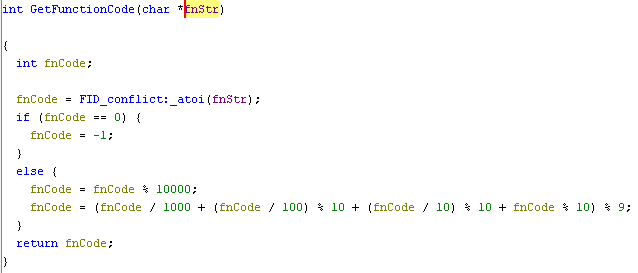 int GetFunctionCode(char *fnStr)
{
int fnCode;
fnCode = FID_conflict:_atoi(fnStr);
if (fnCode == 0) {
fnCode = -1;
}
else {
fnCode = fnCode % 10000;
fnCode = (fnCode / 1000 + (fnCode / 100) % 10 + (fnCode / 10) % 10 + fnCode % 10) % 9;
}
return fnCode;
}